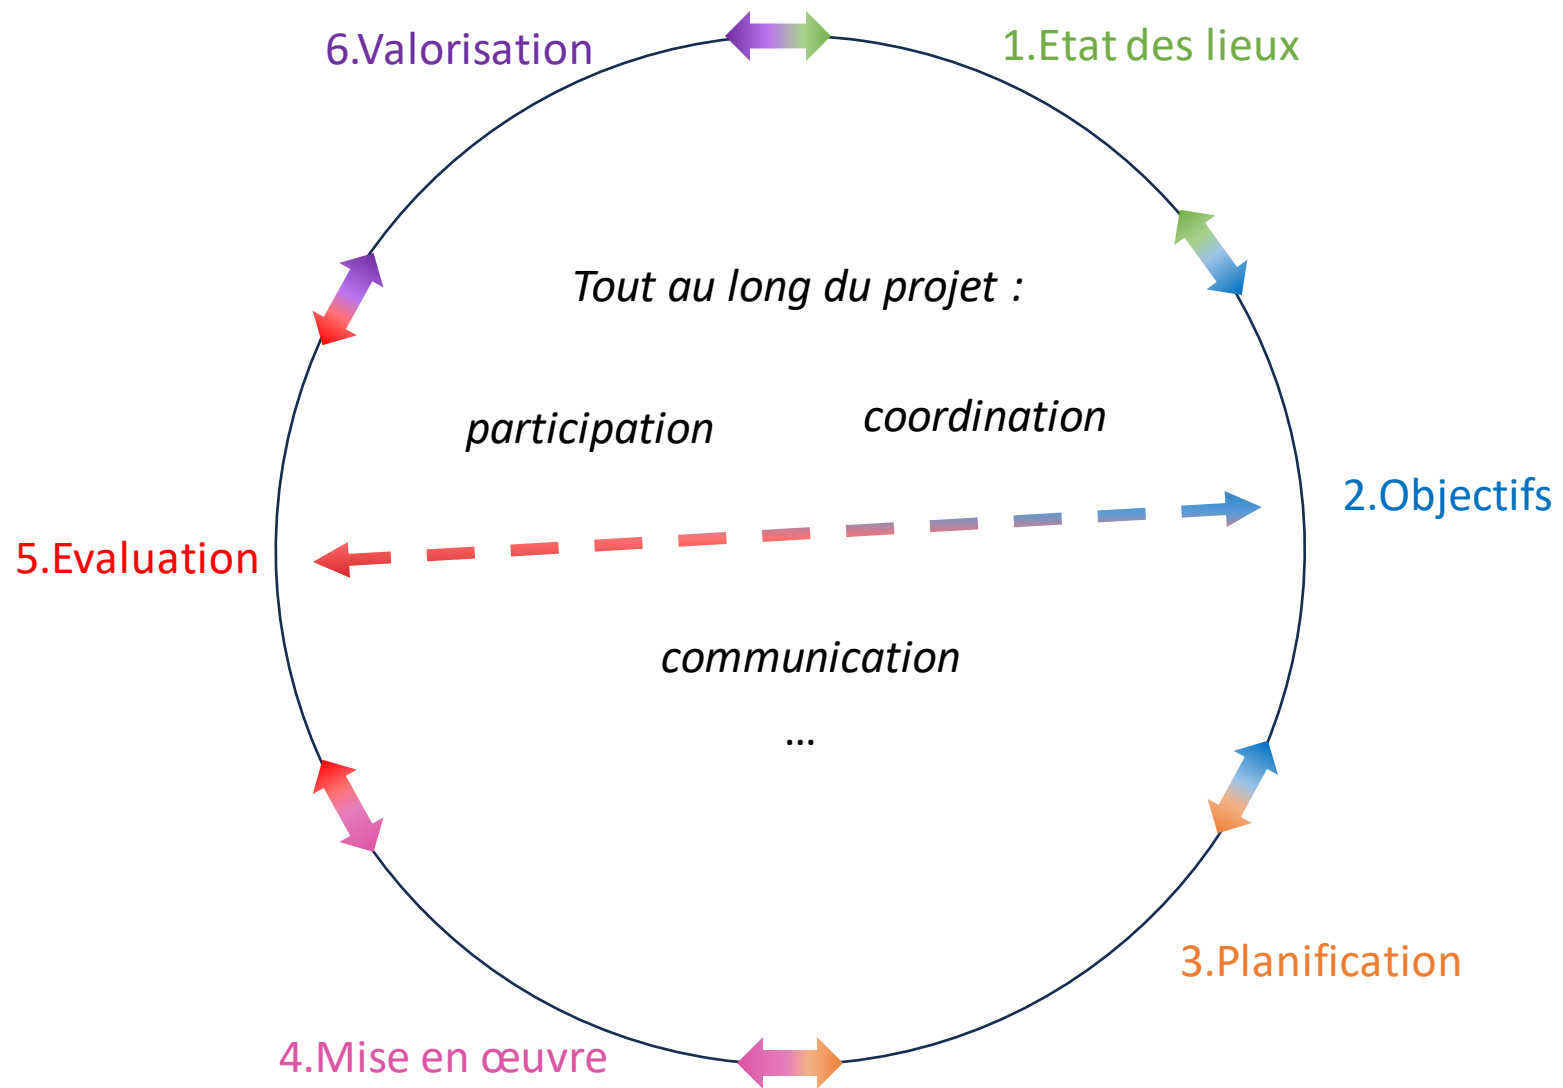 6.Valorisation
1.Etat des lieux
Tout au long du projet :
participation
coordination
2.Objectifs
5.Evaluation
communication
...
3.Planification
4.Mise en œuvre